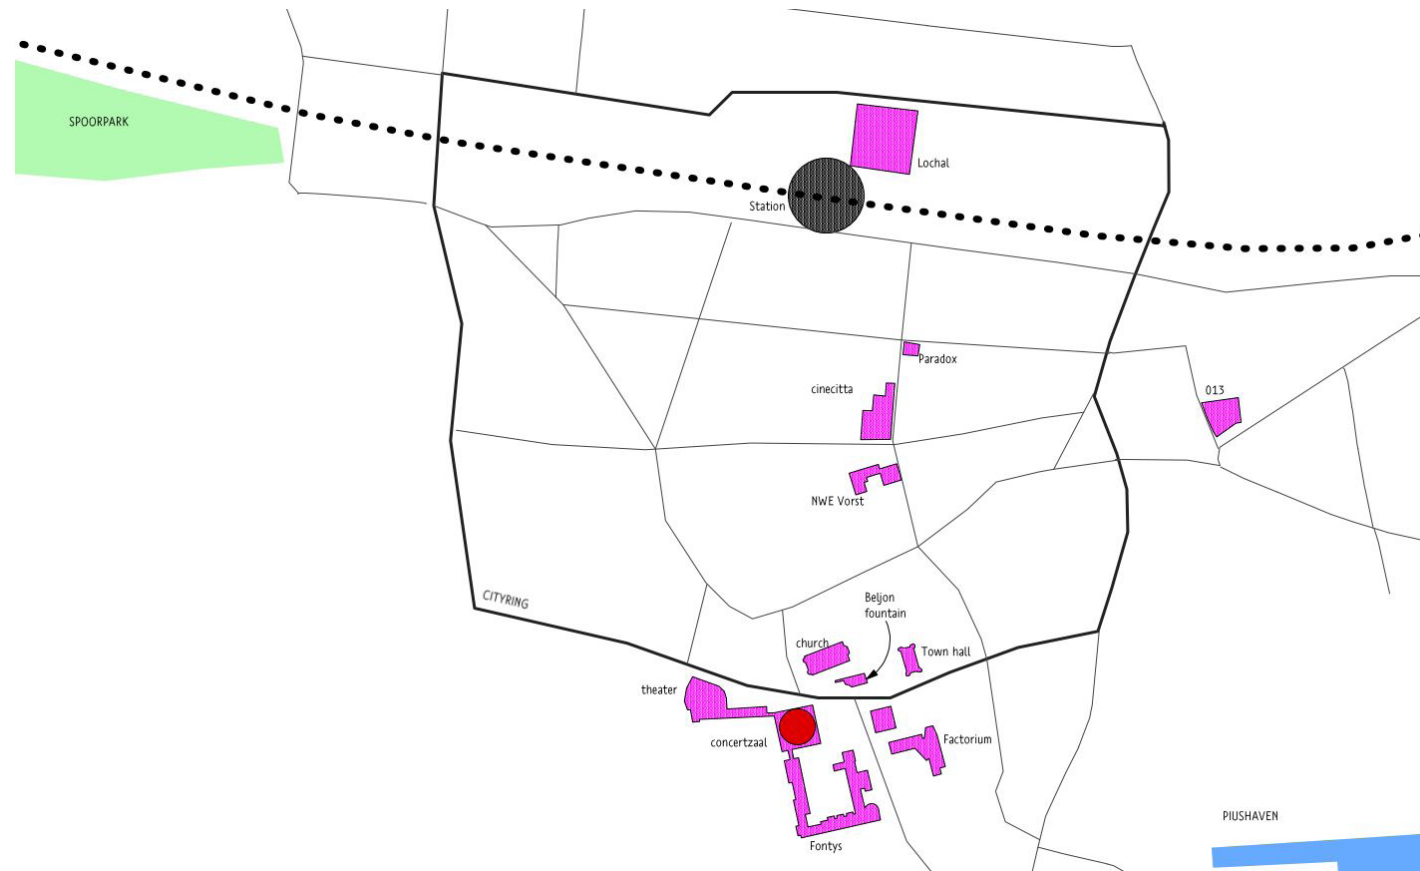 SPOORPARK
Lochal
Station
Paradox
cinecitta
013
NWE Vorst
CITYRING
Beljon
fountain
church
Town hall
theater
concertzaal
Factorium
PIUSHAVEN
Fontys